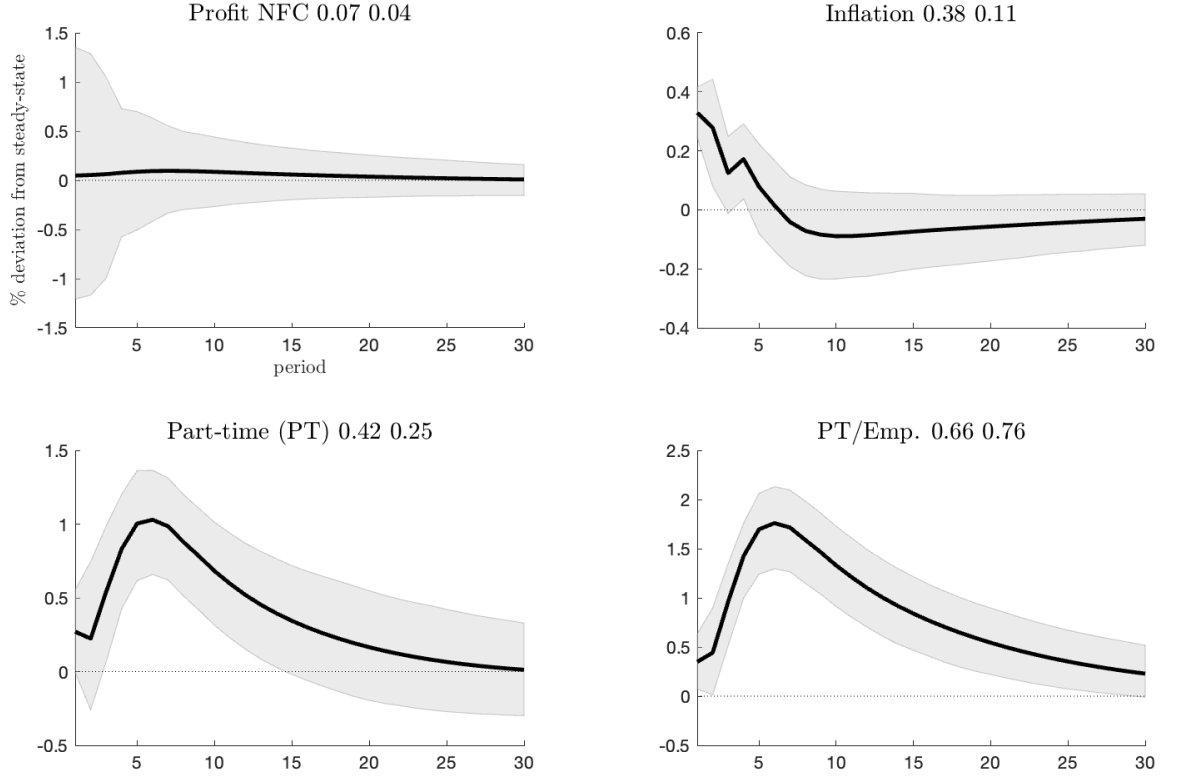 Profit NFC 0.07 0.04
1.5
1
0.5
0
-0.5
-1
-1.5
% deviation from steady-state
5 10 15 20 25 30
period
Inflation 0.38 0.11
0.6
0.4
0.2
0
-0.2
-0.4
5 10 15 20 25 30
Part-time (PT) 0.42 0.25
1.5
1
0.5
0
-0.5
5 10 15 20 25 30
PT/Emp. 0.66 0.76
2.5
2
1.5
1
0.5
0
-0.5
5 10 15 20 25 30